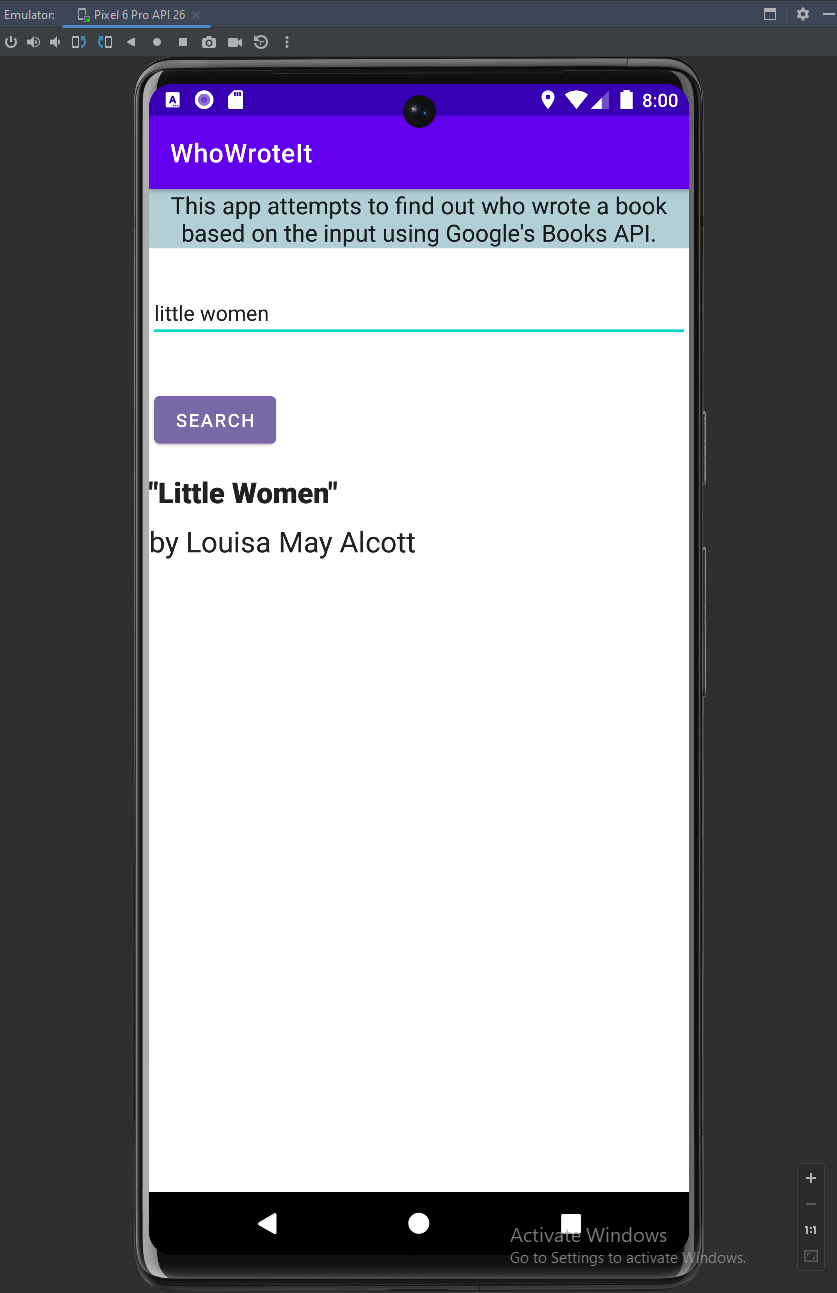 Emulator: Pixel 6 Pro API 26
A
8:00
WhoWroteIt
This app attempts to find out who wrote a book
based on the input using Google's Books API.
little women
SEARCH
"Little Women"
by Louisa May Alcott
1:1
Activate Windows
Go to Settings to activate Windows.